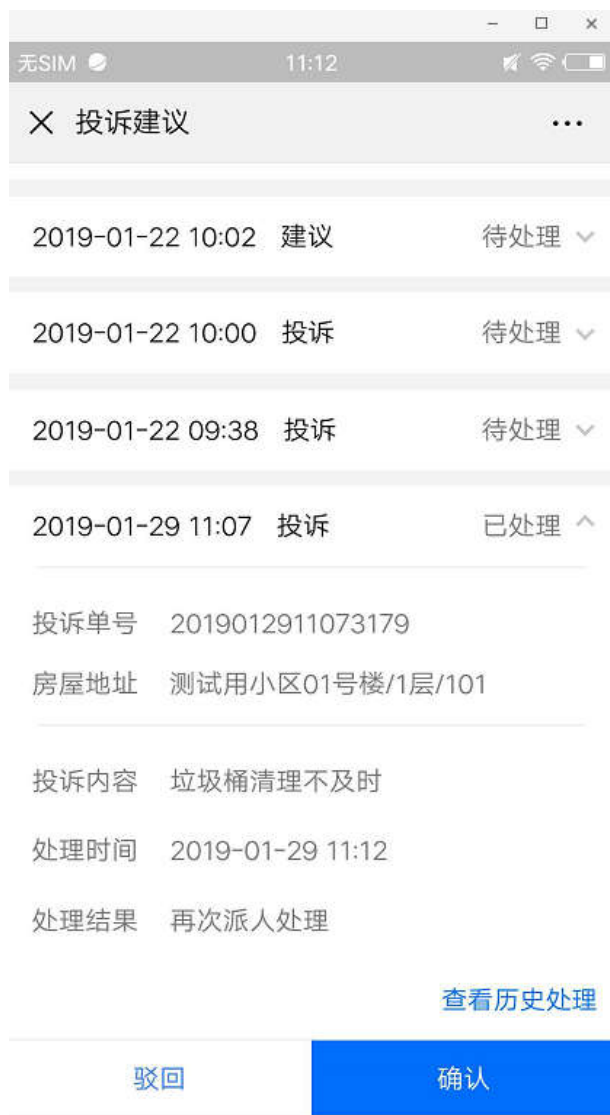 无SIM 11:12
投诉建议
2019-01-22 10:02 建议 待处理
2019-01-22 10:00 投诉 待处理
2019-01-22 09:38 投诉 待处理
2019-01-29 11:07 投诉 已处理
投诉单号 2019012911073179
房屋地址 测试用小区01号楼/1层/101
投诉内容 垃圾桶清理不及时
处理时间 2019-01-29 11:12
处理结果 再次派人处理
查看历史处理
驳回 确认